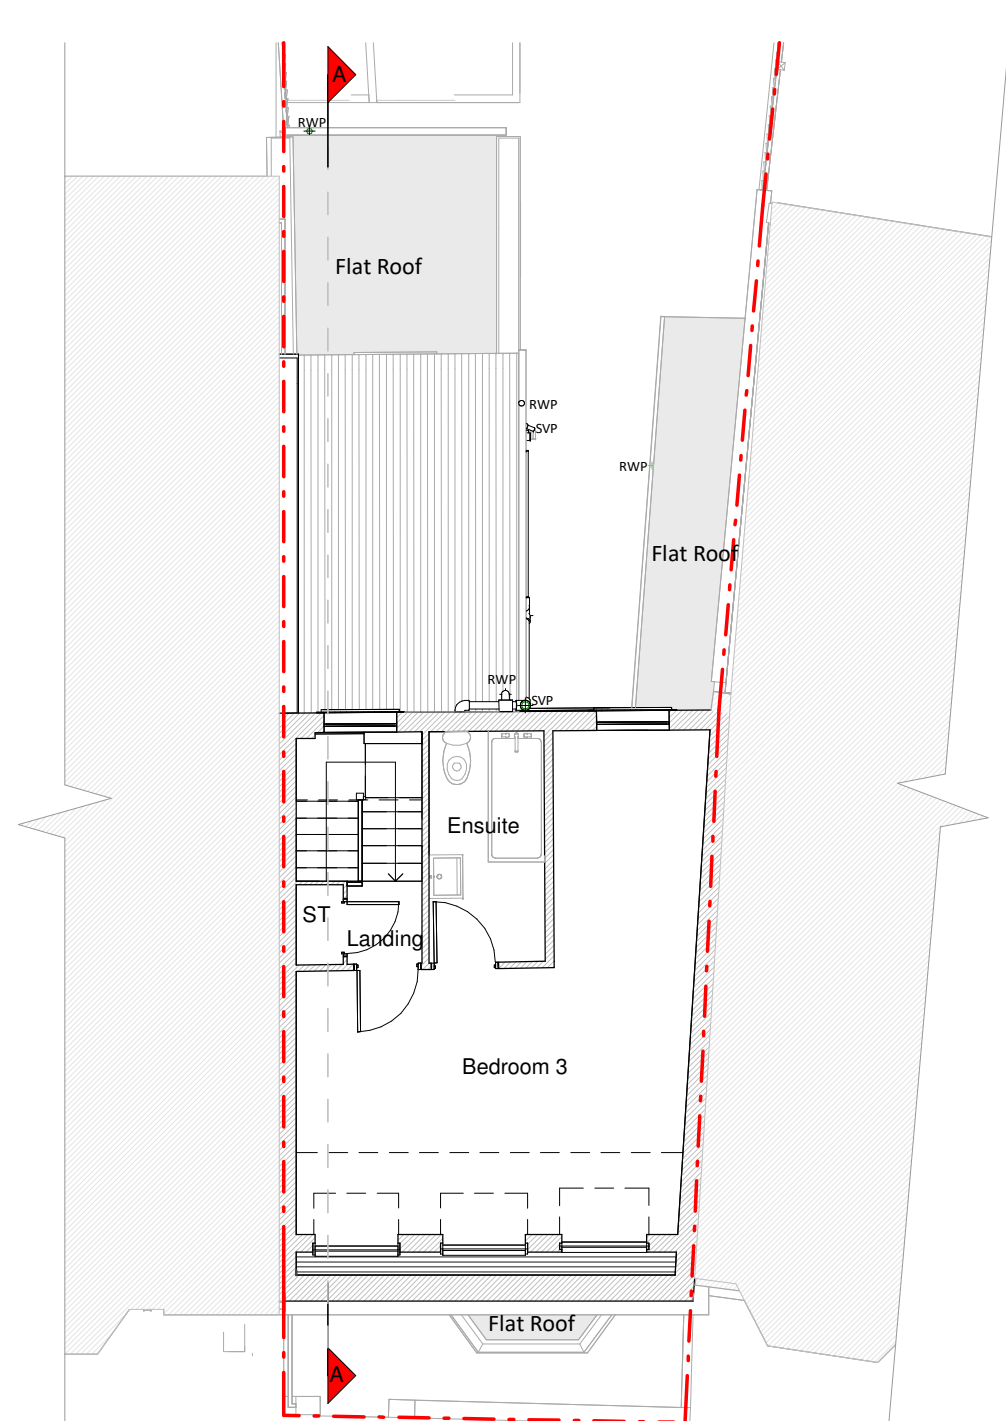 A
RWP
Flat Roof
RWP
SVP
RWP
Flat Roof
RWP
SVP
Ensuite
ST
Landing
Bedroom 3
Flat Roof
A